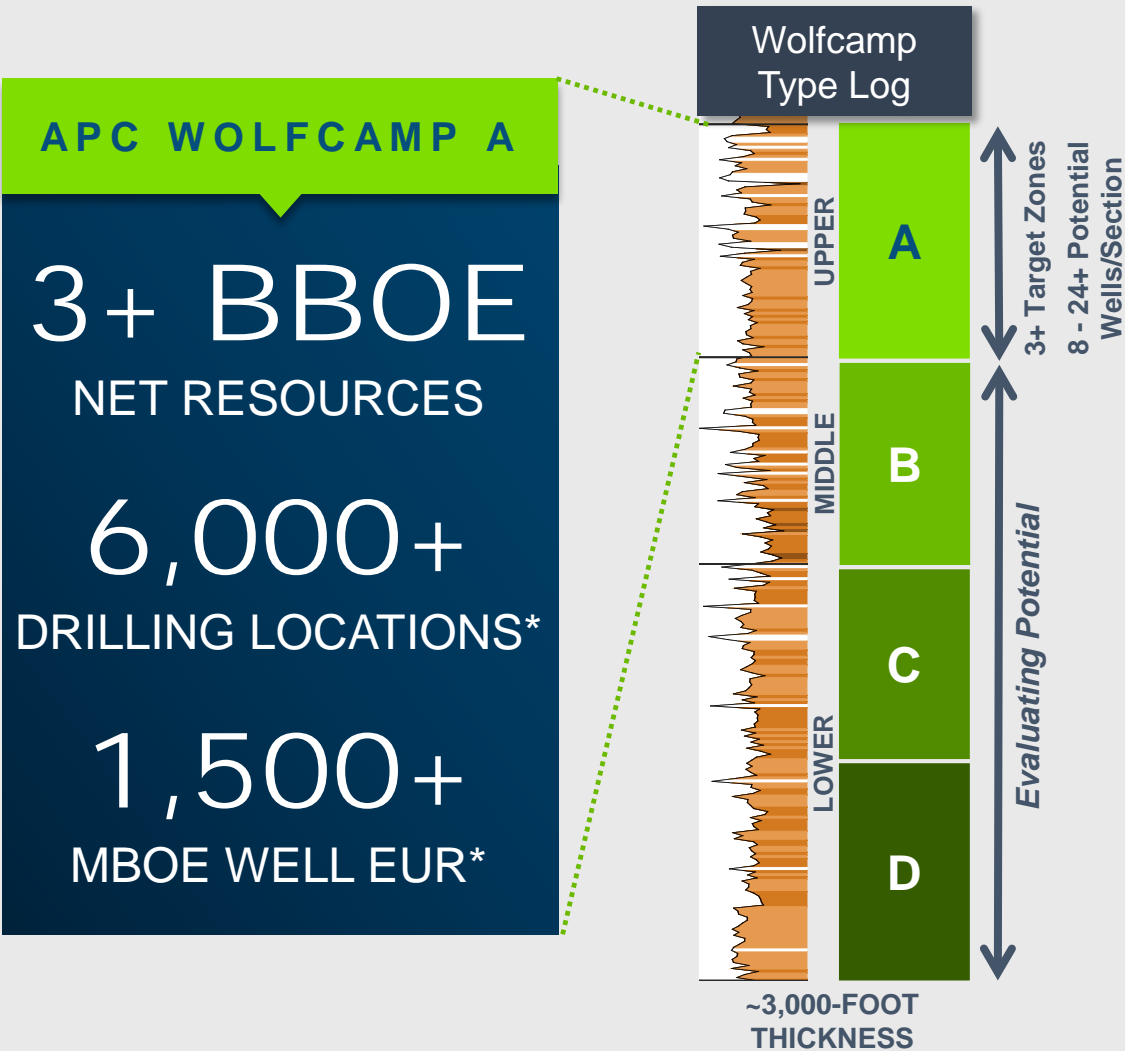 APC WOLFCAMP A
3+ BBOE
NET RESOURCES
6,000+
DRILLING LOCATIONS*
1,500+
MBOE WELL EUR*
Wolfcamp
Type Log
UPPER
MIDDLE
LOWER
A
B
C
D
3+ Target Zones
8 - 24+ Potential
Wells/Section
Evaluating Potential
~3,000-FOOT
THICKNESS